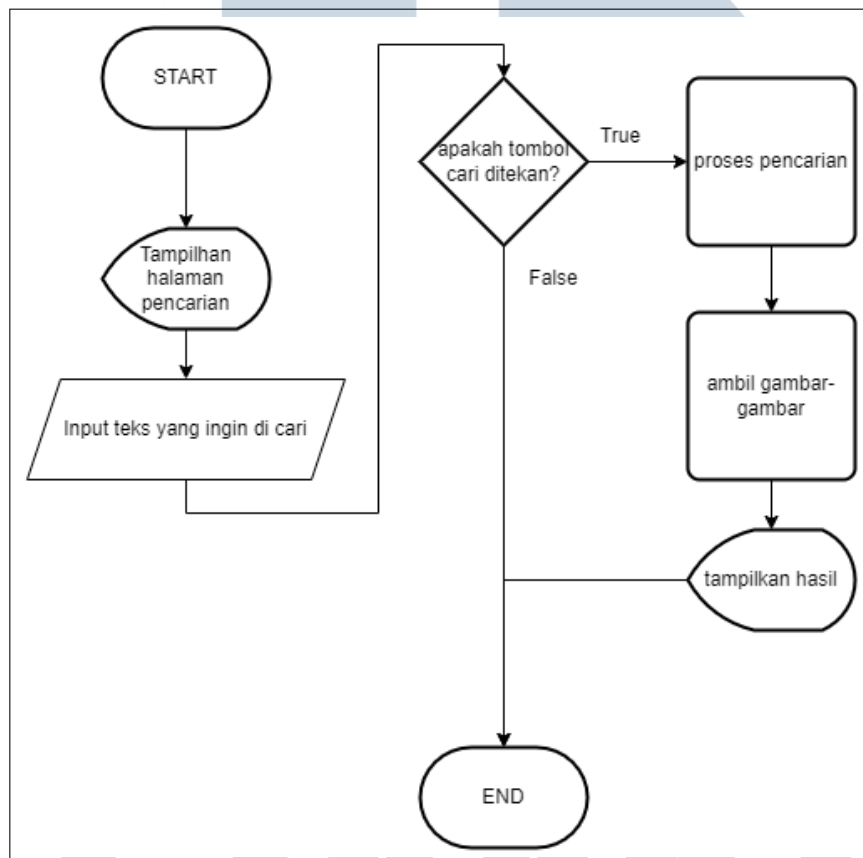 START
Tampilhan
halaman
pencarian
Input teks yang ingin di cari
apakah tombol
cari ditekan?
True
False
proses pencarian
ambil gambar-
gambar
tampilkan hasil
END